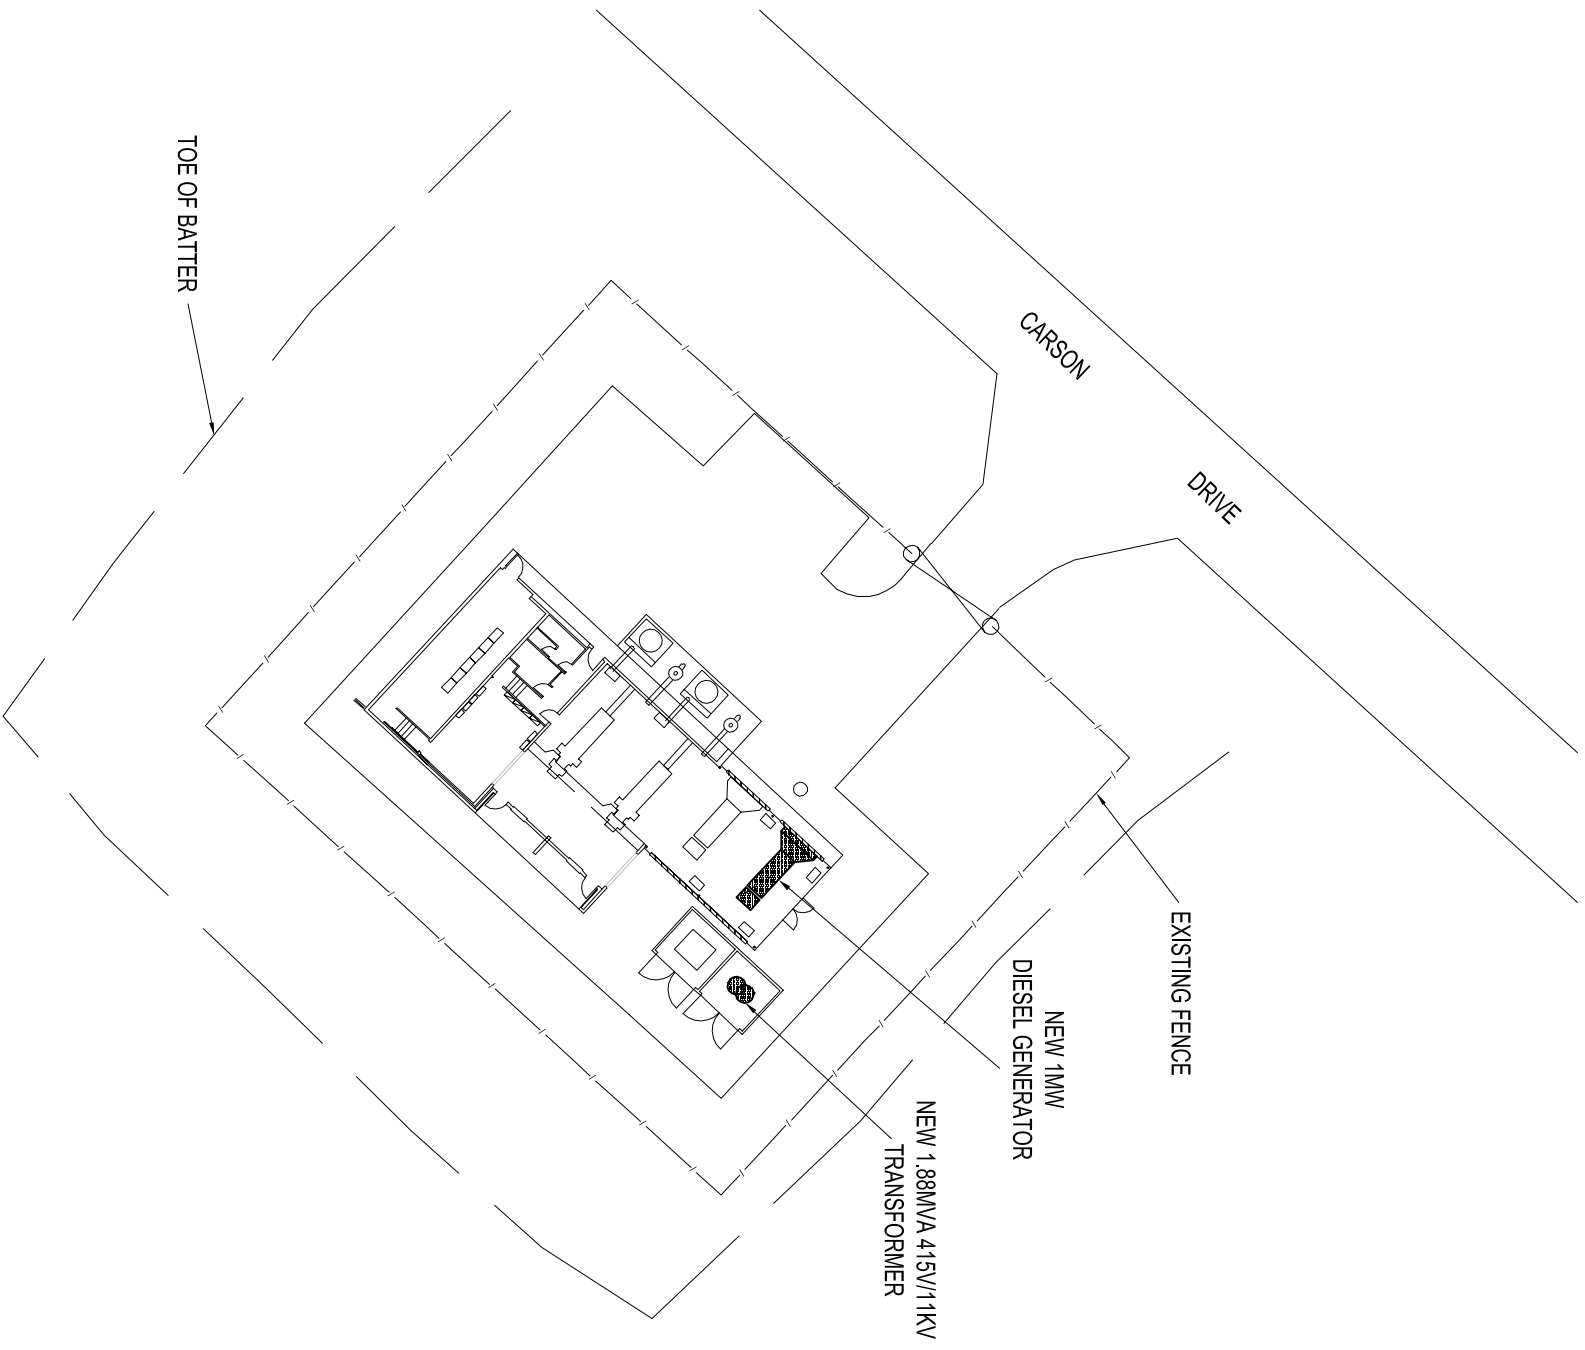 CARSON
DRIVE
TOE OF BATTER
EXISTING FENCE
NEW 1MW
DIESEL GENERATOR
NEW 1.88MVA 415V/11KV
TRANSFORMER